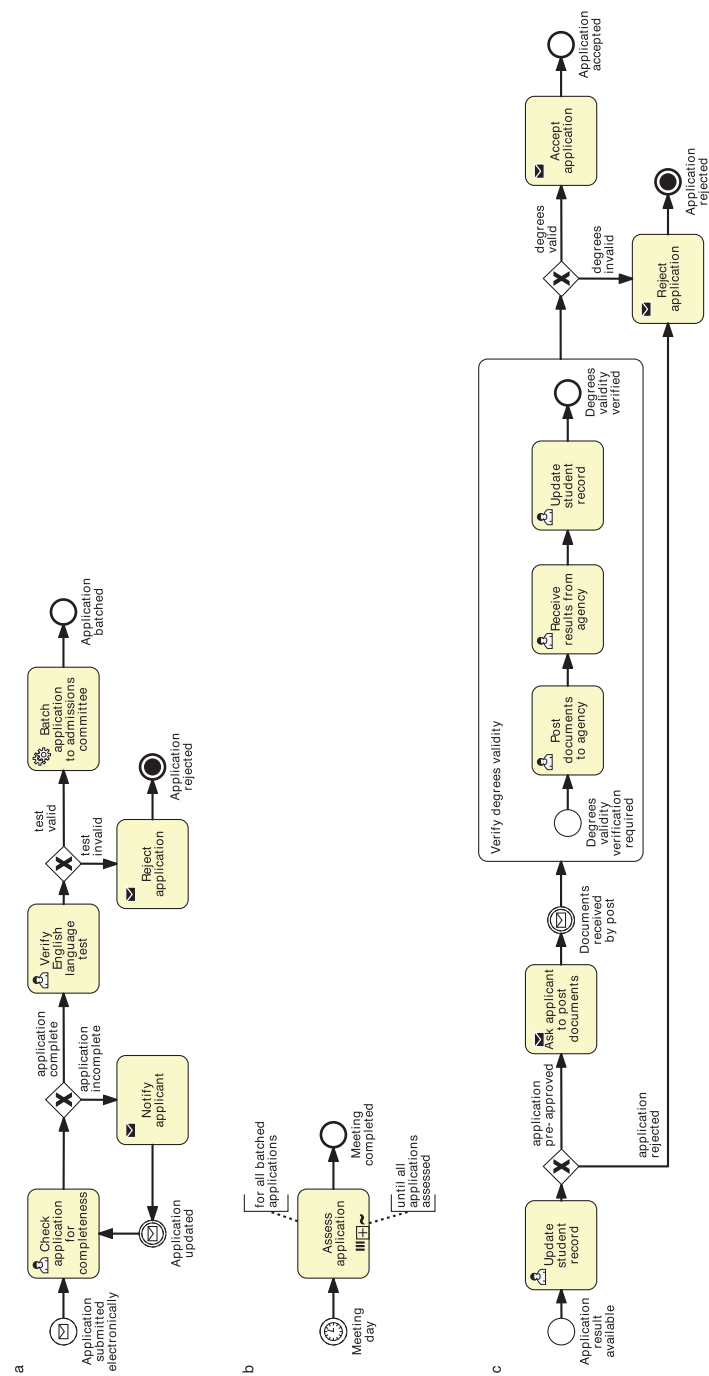 a
Application
submitted
electronically
Check
application
for
completeness
application
complete
application
incomplete
Notify
applicant
Application
updated
Verify
English
language
test
test
valid
test
invalid
Reject
application
Application
rejected
Batch
application
to admissions
committee
Application
batched
b
Meeting
day
Assess
application
for all batched
applications
until all
applications
assessed
Meeting
completed
c
Application
result
available
Update
student
record
application
pre- approved
application
rejected
Ask applicant
to post
documents
Documents
received
by post
Verify degrees validity
Degrees
validity
verification
required
Post
documents
to agency
Receive
results from
agency
Update
student
record
Degrees
validity
verified
degrees
valid
degrees
invalid
Accept
application
Application
accepted
Reject
application
Application
rejected